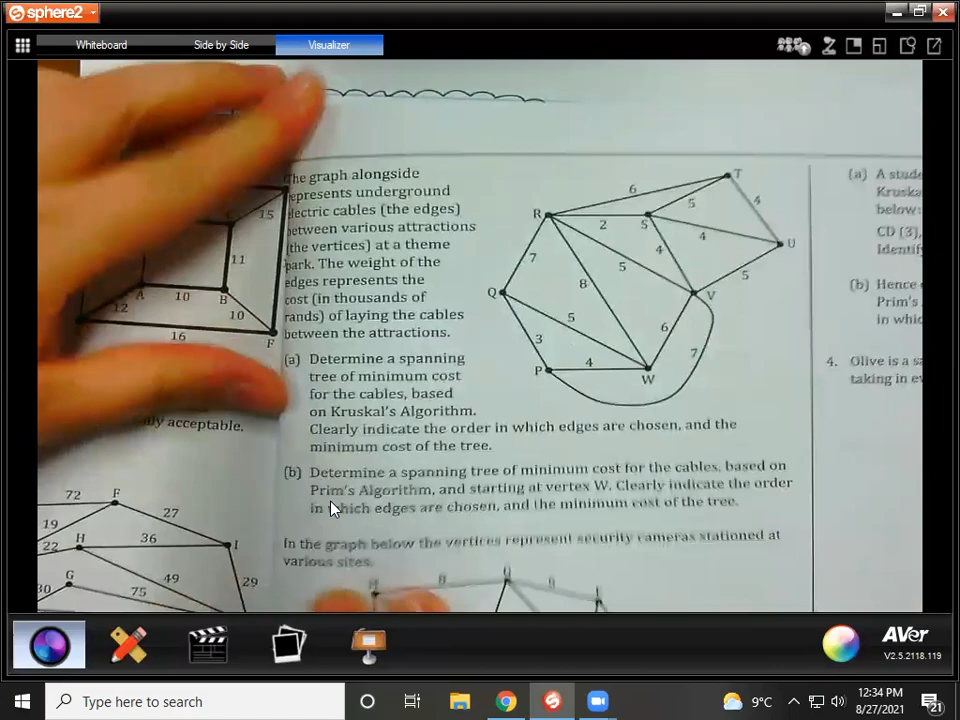 sphere2
Whiteboard
Side by Side
Visualizer
The graph alongside
represents underground
electric cables (the edges)
between various attractions
(the vertices) at a theme
park. The weight of the
edges represents the
cost (in thousands of
rands) of laying the cables
between the attractions.
(a) Determine a spanning
tree of minimum cost
for the cables, based
on Kruskal's Algorithm.
Clearly indicate the order in which edges are chosen, and the
minimum cost of the tree.
(b) Determine a spanning tree of minimum cost for the cables, based on
Prim's Algorithm, and starting at vertex W. Clearly indicate the order
in which edges are chosen, and the minimum cost of the tree.
In the graph below the vertices represent security cameras stationed at
various sites.
R
T
S
U
Q
V
P
W
6
5
4
2
4
4
5
5
7
8
5
6
7
3
4
15
11
A
10
B
12
10
16
F
acceptable.
72
F
19
27
22
H
36
I
49
G
30
75
29
(a) A
Kruska
below:
CD (3),
Identif
(b) Hence
Prim's
in whic
4. Olive is a
taking in
AVer
V2.5.2118.119
Type here to search
9°C
12:34 PM
8/27/2021
21